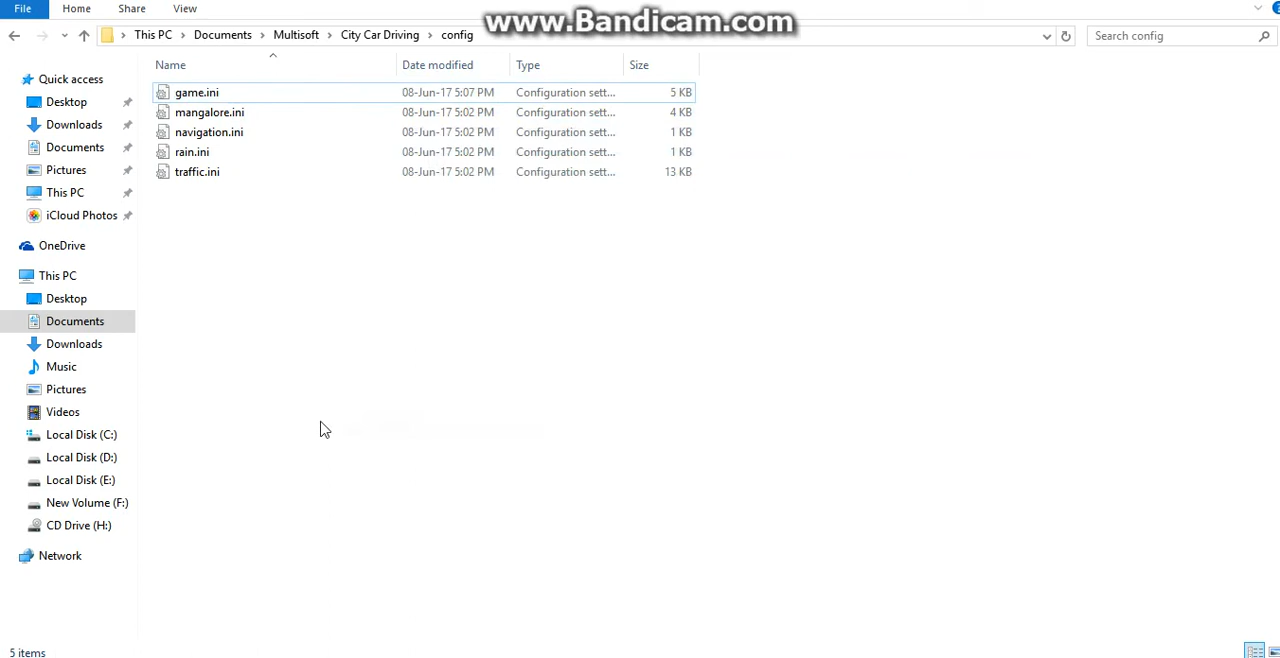 www.Bandicam.com
File Home Share View
This PC Documents Multisoft City Car Driving config
Search config
Name Date modified Type Size
game.ini 08-Jun-17 5:07 PM Configuration sett... 5 KB
mangalore.ini 08-Jun-17 5:02 PM Configuration sett... 4 KB
navigation.ini 08-Jun-17 5:02 PM Configuration sett... 1 KB
rain.ini 08-Jun-17 5:02 PM Configuration sett... 1 KB
traffic.ini 08-Jun-17 5:02 PM Configuration sett... 13 KB
Quick access
Desktop
Downloads
Documents
Pictures
This PC
iCloud Photos
OneDrive
This PC
Desktop
Documents
Downloads
Music
Pictures
Videos
Local Disk (C:)
Local Disk (D:)
Local Disk (E:)
New Volume (F:)
CD Drive (H:)
Network
5 items